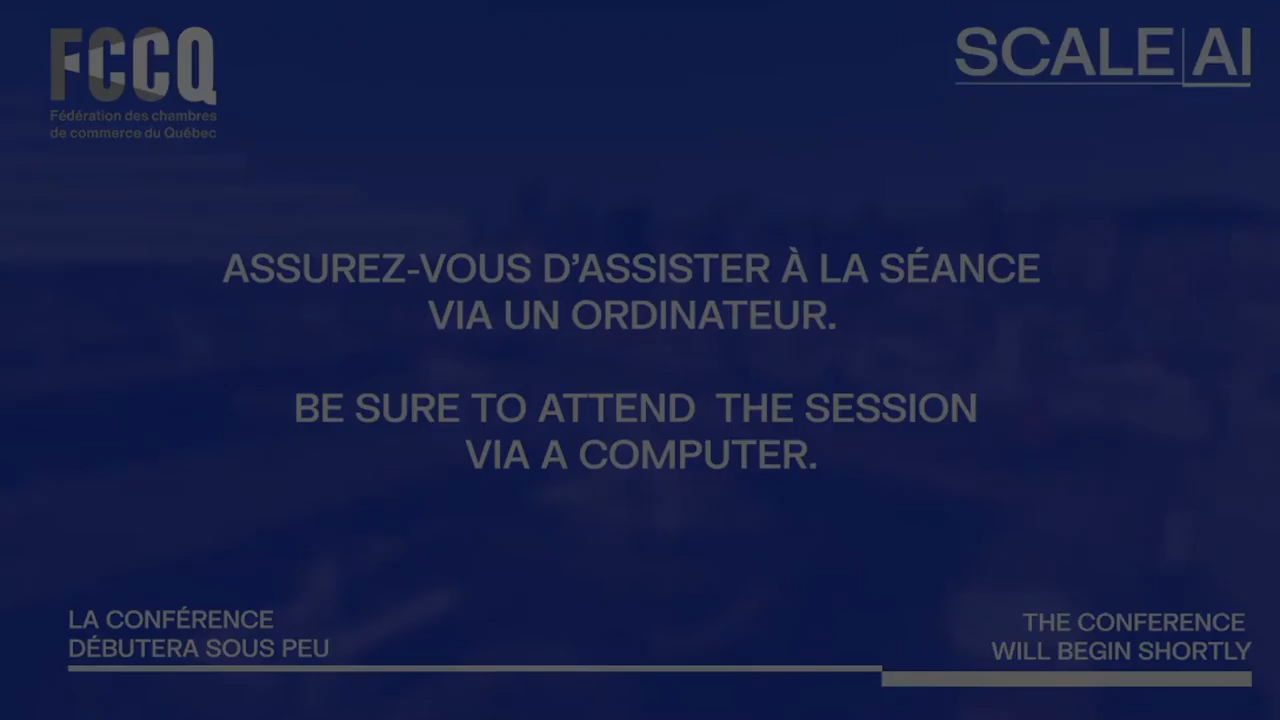 FCCQ
Fédération des chambres
de commerce du Québec
SCALE|AI
ASSUREZ-VOUS D’ASSISTER À LA SÉANCE
VIA UN ORDINATEUR.
BE SURE TO ATTEND  THE SESSION
VIA A COMPUTER.
LA CONFÉRENCE
DÉBUTERA SOUS PEU
THE CONFERENCE
WILL BEGIN SHORTLY